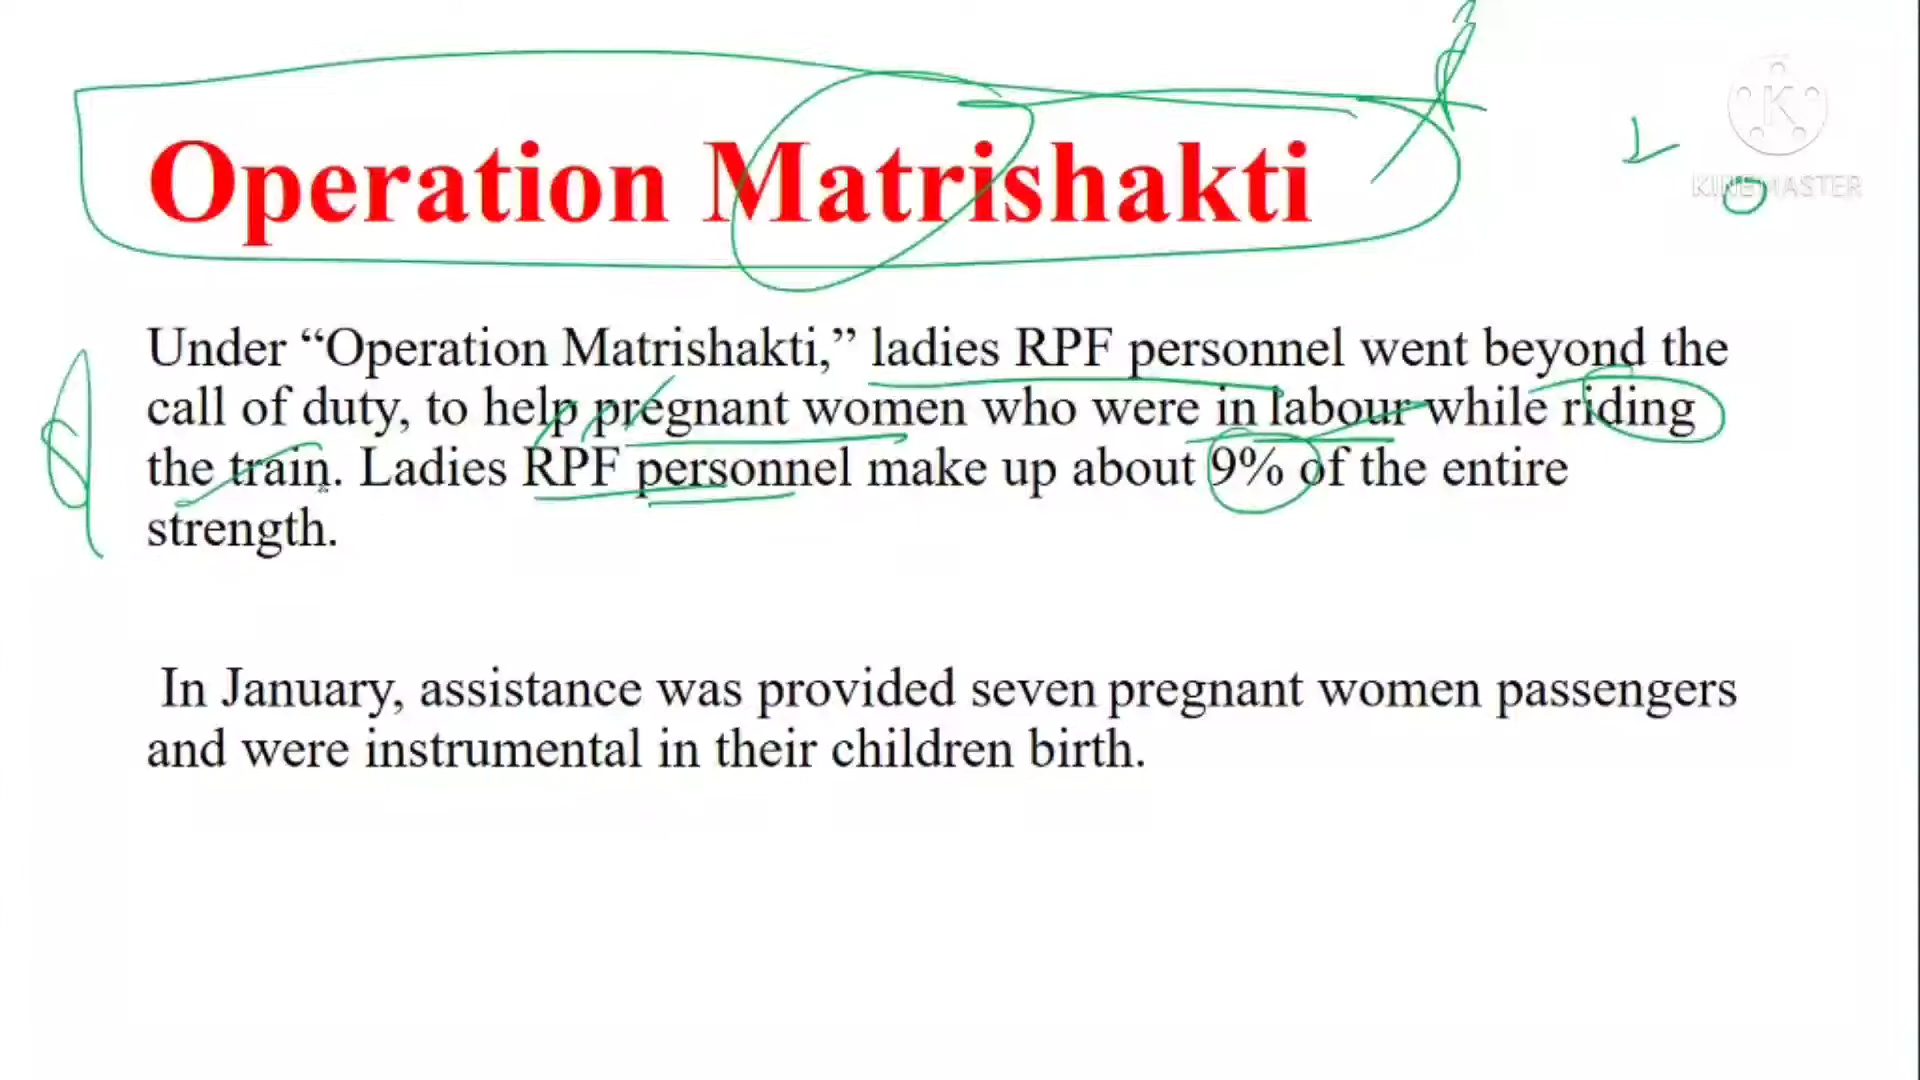 Operation Matrishakti
K
KINEMASTER
Under “Operation Matrishakti,” ladies RPF personnel went beyond the
call of duty, to help pregnant women who were in labour while riding
the train. Ladies RPF personnel make up about 9% of the entire
strength.
In January, assistance was provided seven pregnant women passengers
and were instrumental in their children birth.